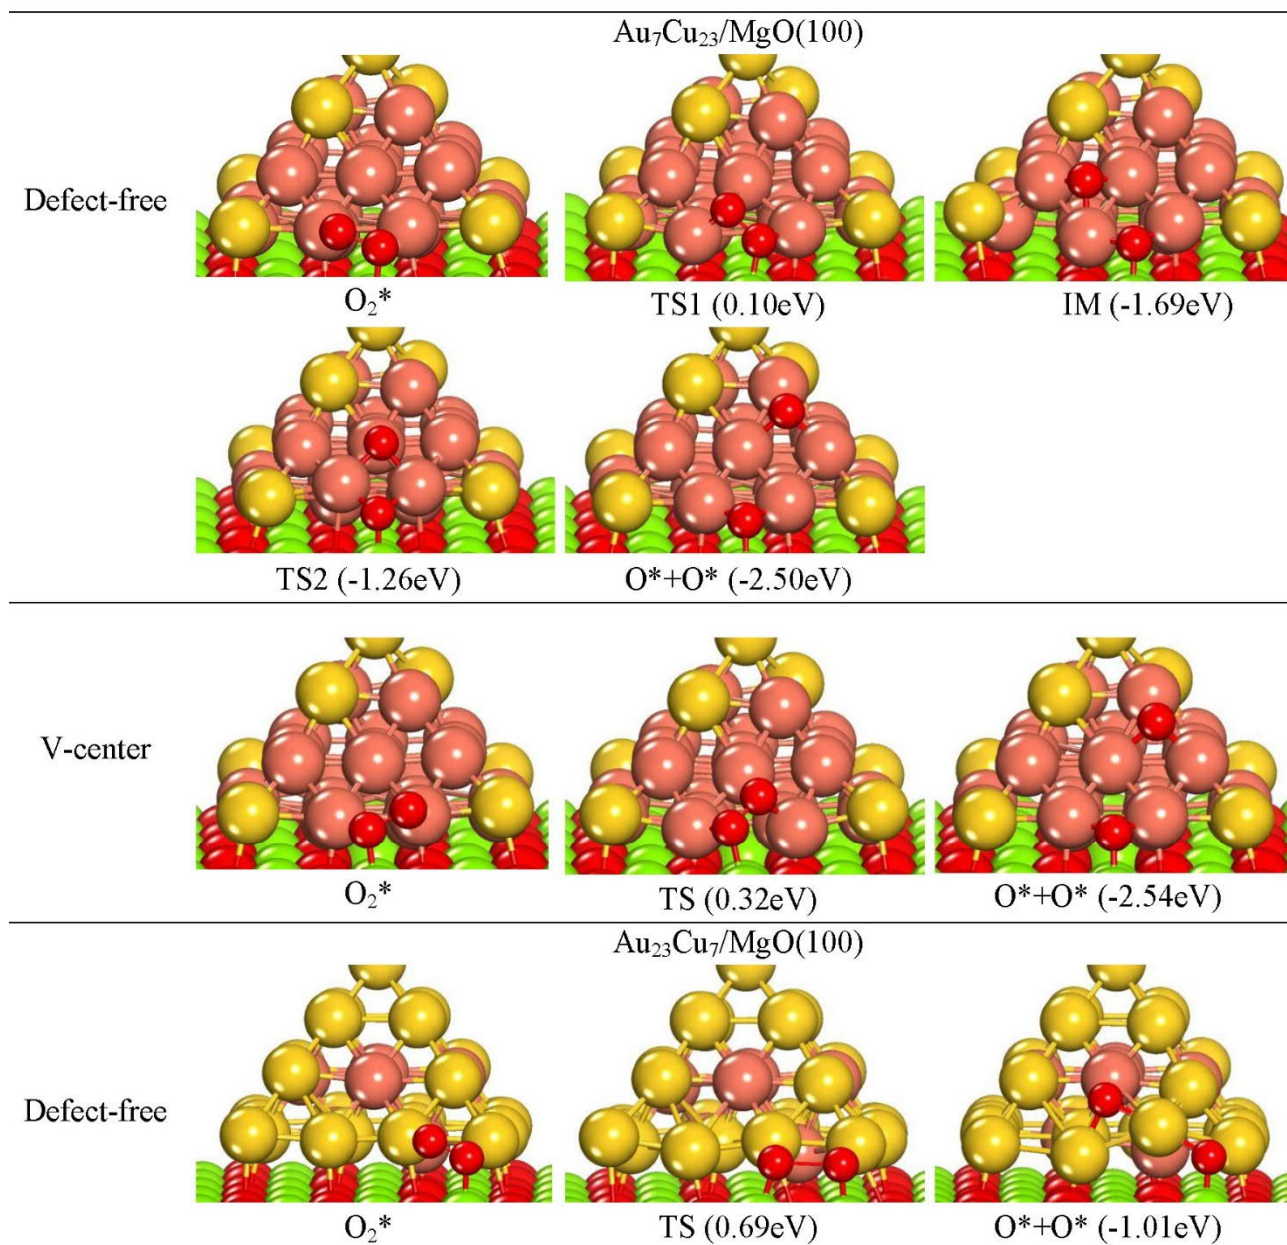 Au₇Cu₂₃/MgO(100)
Defect-free
O₂*
TS1 (0.10eV)
IM (-1.69eV)
TS2 (-1.26eV)
O*+O* (-2.50eV)
V-center
O₂*
TS (0.32eV)
O*+O* (-2.54eV)
Au₂₃Cu₇/MgO(100)
Defect-free
O₂*
TS (0.69eV)
O*+O* (-1.01eV)